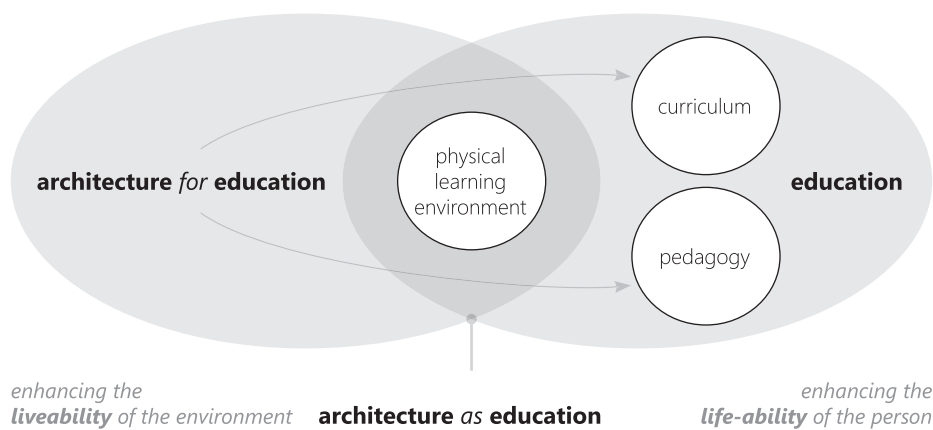 curriculum
physical
learning
environment
architecture for education
education
pedagogy
enhancing the
liveability of the environment
architecture as education
enhancing the
life-ability of the person